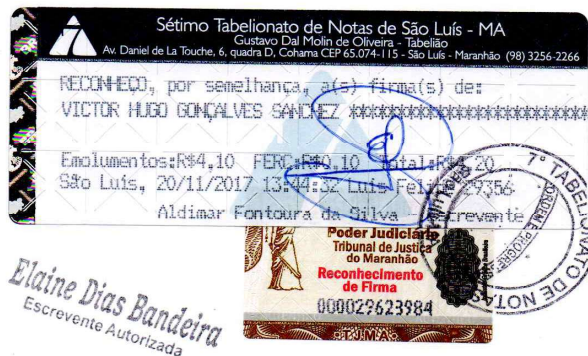 Sétimo Tabelionato de Notas de São Luís - MA
Gustavo Dal Molin de Oliveira - Tabelião
Av. Daniel de La Touche, 6, quadra D, Cohama CEP 65.074-115 - São Luís - Maranhão (98) 3256-2266
RECONHEÇO, por semelhança, a(s) firma(s) de:
VICTOR HUGO GONÇALVES SANCHEZ ******************************
Emolumentos:R$4,10 FERC:R$0,10 Total:R$4,20
São Luís, 20/11/2017 13:44:32 Luis Felipe 29356
Aldimar Fontoura da Silva - Escrevente
7º TABELIONATO DE NOTAS
Poder Judiciário
Tribunal de Justiça
do Maranhão
Reconhecimento
de Firma
000029623984
T.J.M.A
Elaine Dias Bandeira
Escrevente Autorizada